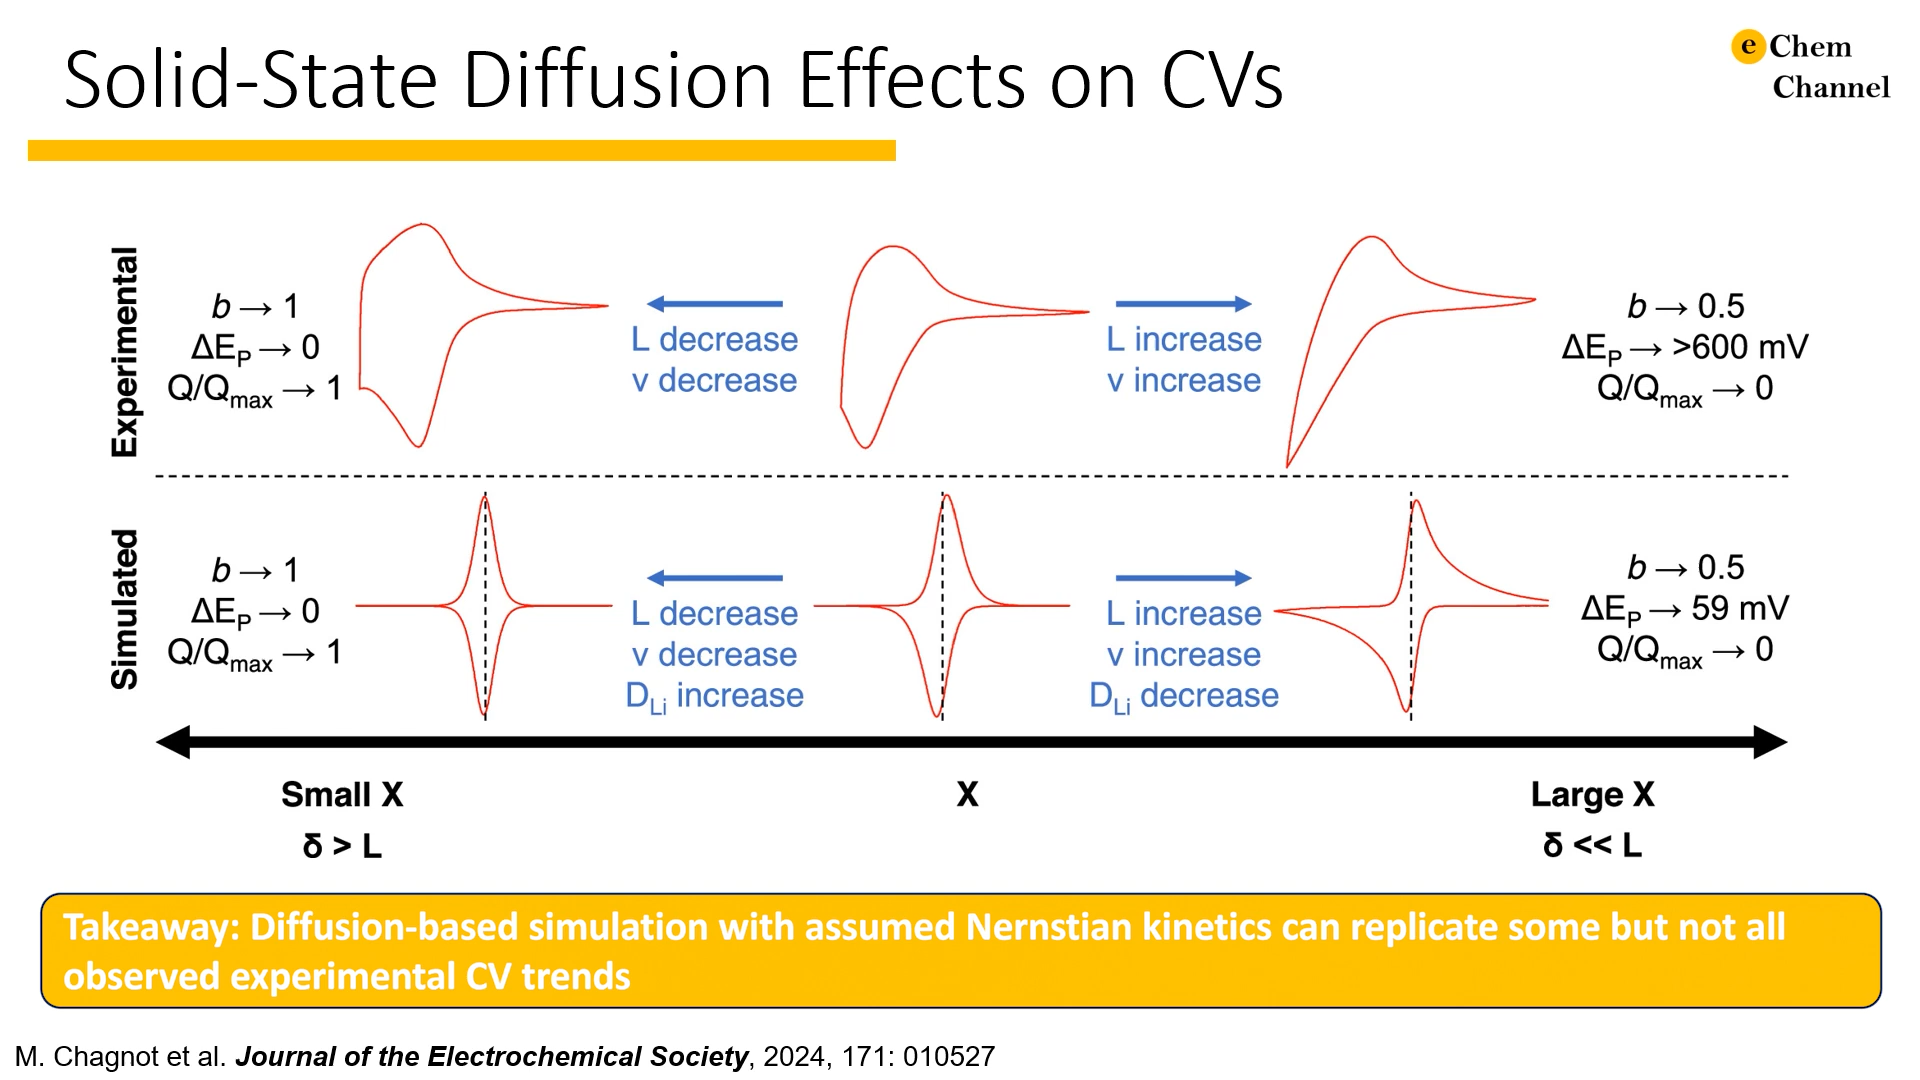 Solid-State Diffusion Effects on CVs
e Chem
Channel
Experimental
b → 1
ΔEP → 0
Q/Qmax → 1
L decrease
v decrease
L increase
v increase
b → 0.5
ΔEP → >600 mV
Q/Qmax → 0
Simulated
b → 1
ΔEP → 0
Q/Qmax → 1
L decrease
v decrease
DLi increase
L increase
v increase
DLi decrease
b → 0.5
ΔEP → 59 mV
Q/Qmax → 0
Small X
X
Large X
δ > L
δ << L
Takeaway: Diffusion-based simulation with assumed Nernstian kinetics can replicate some but not all
observed experimental CV trends
M. Chagnot et al. Journal of the Electrochemical Society, 2024, 171: 010527